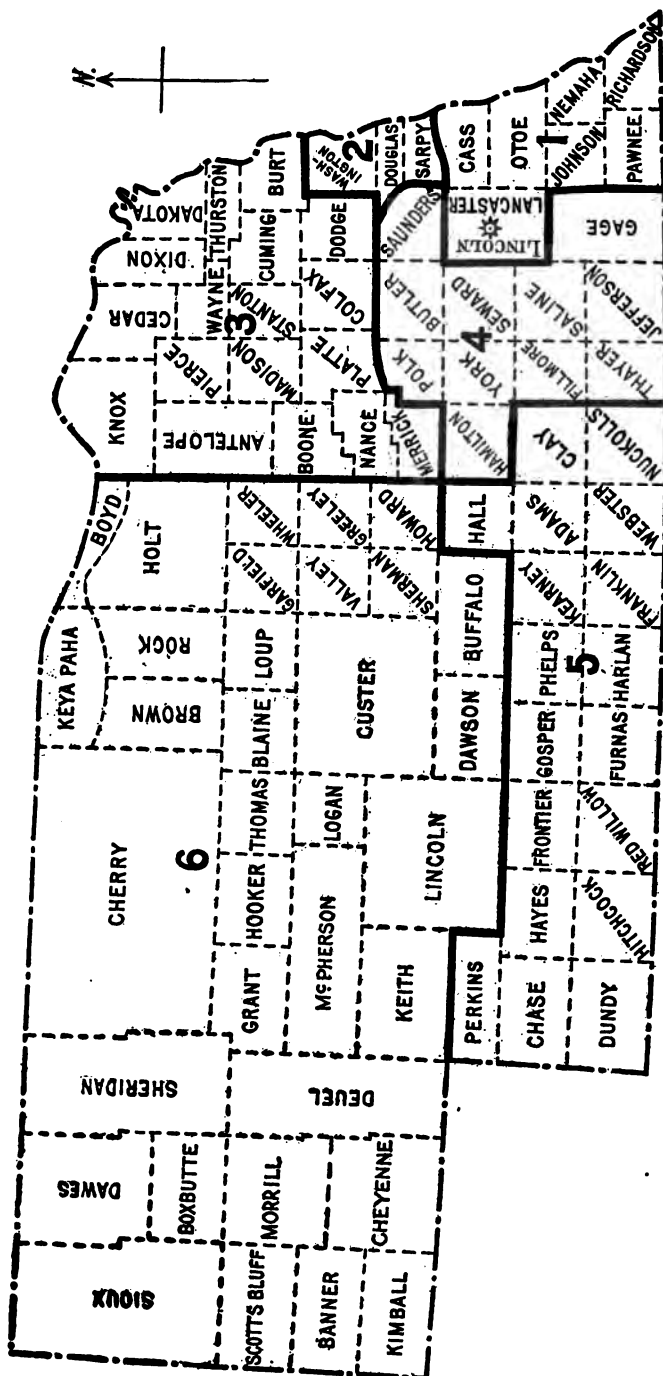 N.
SIOUX
DAWES
SHERIDAN
BOXBUTTE
SCOTT'S BLUFF
MORRILL
BANNER
KIMBALL
CHEYENNE
DEUEL
CHERRY
6
GRANT
HOOKER
THOMAS
BLAINE
LOUP
GARFIELD
WHEELER
KEYA PAHA
BROWN
ROCK
BOYD
HOLT
MCPHERSON
LOGAN
CUSTER
VALLEY
GREELEY
SHERMAN
HOWARD
KEITH
LINCOLN
DAWSON
BUFFALO
HALL
PERKINS
CHASE
HAYES
FRONTIER
GOSPER
PHELPS
KEARNEY
ADAMS
CLAY
5
DUNDY
HITCHCOCK
RED WILLOW
FURNAS
HARLAN
FRANKLIN
WEBSTER
NUCKOLLS
KNOX
CEDAR
DIXON
DAKOTA
ANTELOPE
PIERCE
WAYNE
THURSTON
3
BOONE
MADISON
STANTON
CUMING
BURT
NANCE
PLATTE
COLFAX
DODGE
WASH-
INGTON
2
DOUGLAS
SARPY
MERRICK
POLK
BUTLER
SAUNDERS
HAMILTON
YORK
SEWARD
4
LANCASTER
LINCOLN
CASS
OTOE
FILLMORE
SALINE
THAYER
JEFFERSON
GAGE
1
JOHNSON
NEMAHA
PAWNEE
RICHARDSON